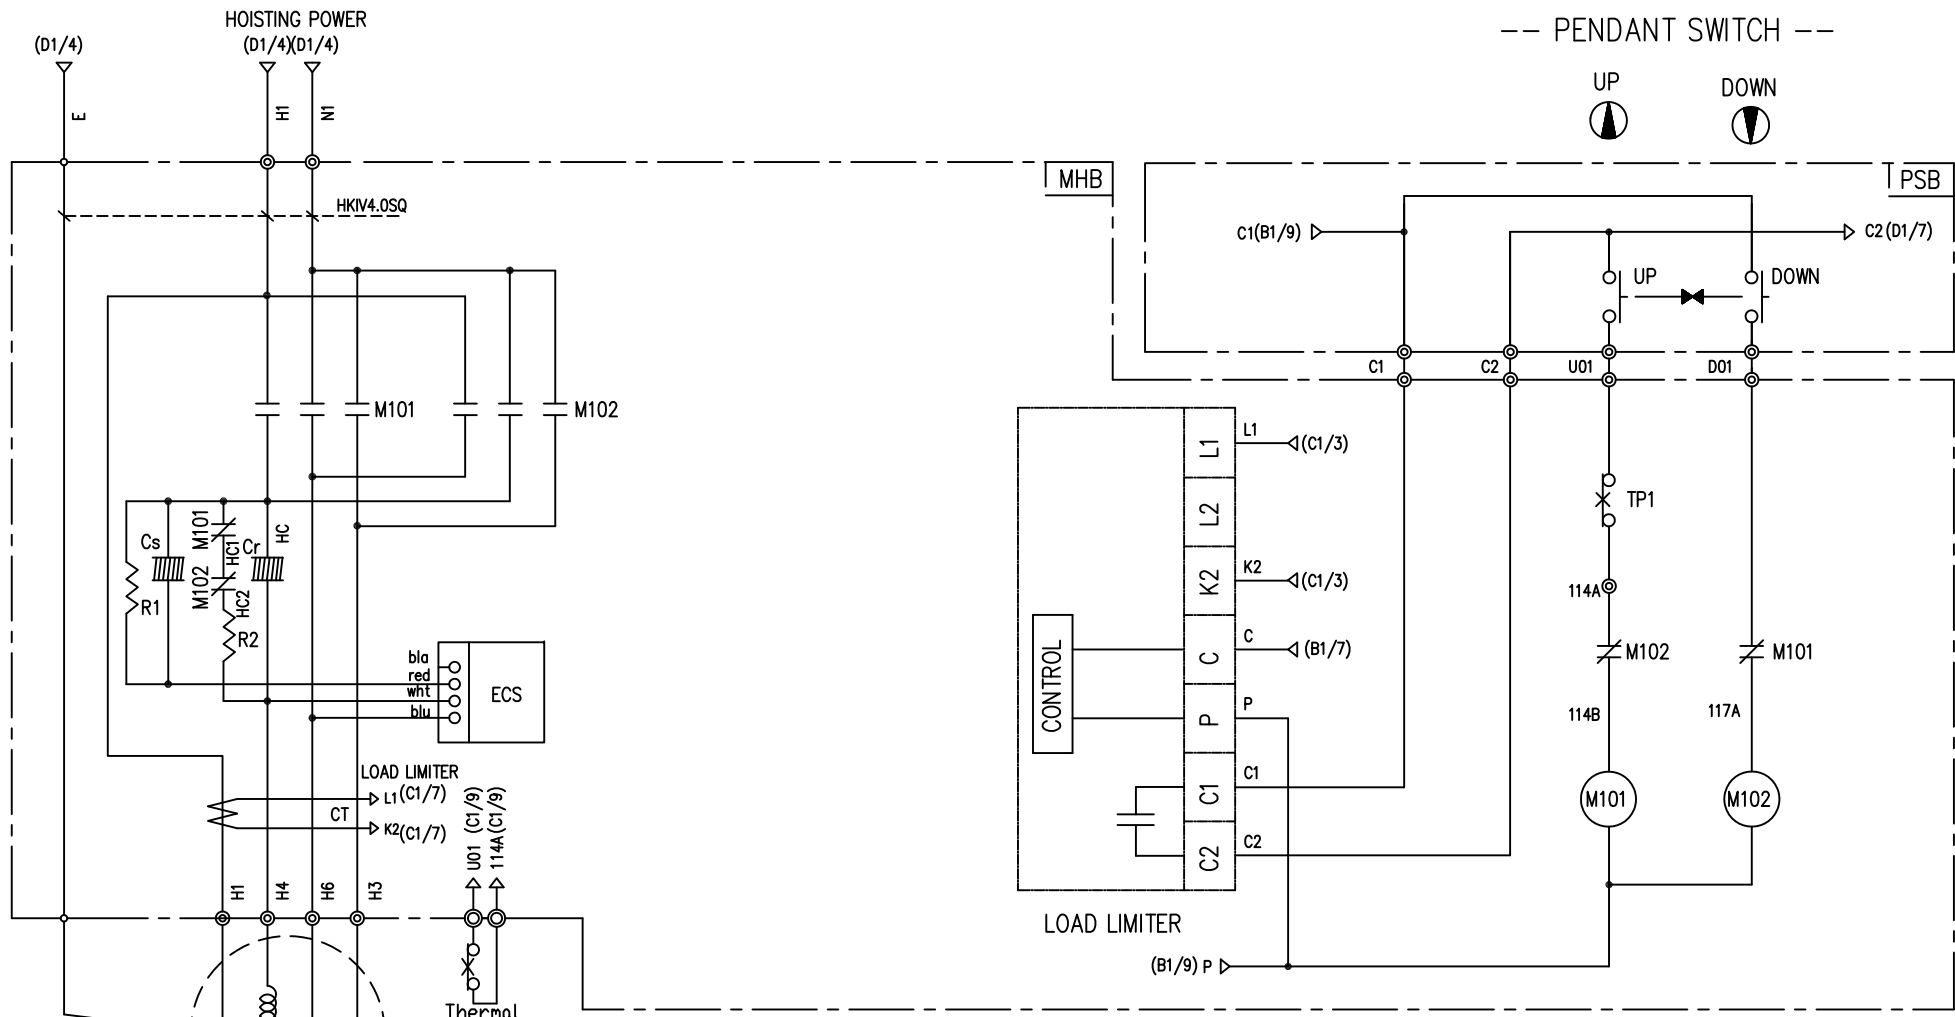 HOISTING POWER
(D1/4)
(D1/4)(D1/4)
E
H1
N1
HKIV4.0SQ
MHB
M101
M102
Cs
M101
HC1
Cr
HC
M102
HC2
R1
R2
bla
red
wht
blu
ECS
LOAD LIMITER
L1(C1/7)
CT
K2(C1/7)
U01 (C1/9)
114A(C1/9)
H1
H4
H6
H3
Thermal
-- PENDANT SWITCH --
UP
DOWN
PSB
C1(B1/9)
C2(D1/7)
UP
DOWN
C1
C2
U01
D01
L1
L1
(C1/3)
L2
K2
K2
(C1/3)
CONTROL
C
C
(B1/7)
P
P
C1
C1
C2
C2
LOAD LIMITER
(B1/9) P
TP1
114A
M102
M101
114B
117A
M101
M102